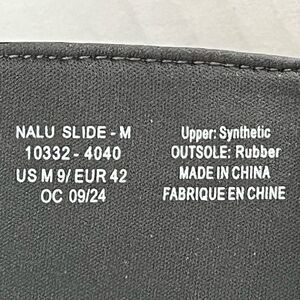 NALU SLIDE - M
10332 - 4040
US M 9/ EUR 42
OC 09/24
Upper: Synthetic
OUTSOLE: Rubber
MADE IN CHINA
FABRIQUE EN CHINE